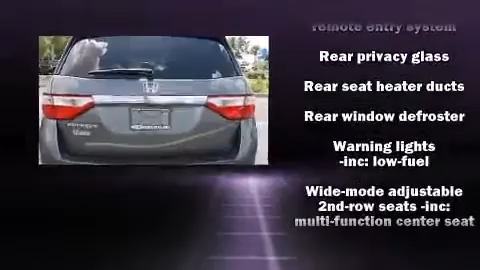 remote entry system
Rear privacy glass
Rear seat heater ducts
Rear window defroster
Warning lights
-inc: low-fuel
Wide-mode adjustable
2nd-row seats -inc:
multi-function center seat